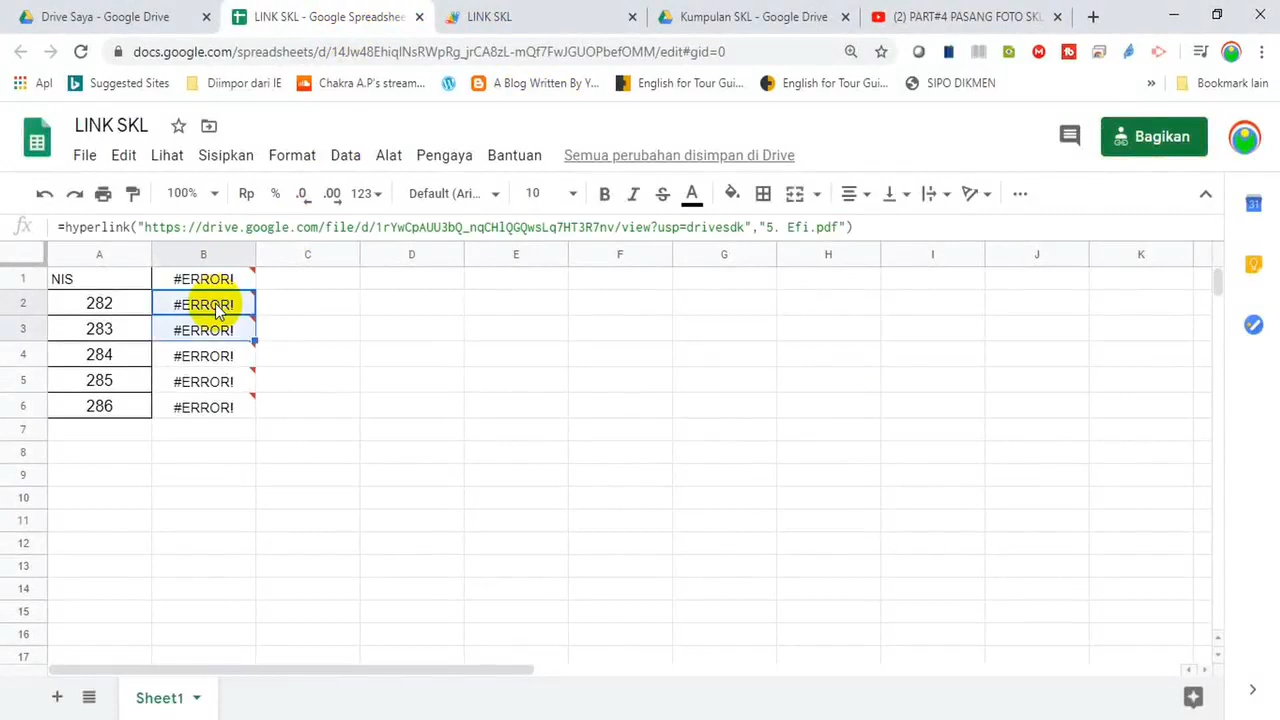 Drive Saya - Google Drive
LINK SKL - Google Spreadshee
LINK SKL
Kumpulan SKL - Google Drive
(2) PART#4 PASANG FOTO SKL
docs.google.com/spreadsheets/d/14Jw48EhiqINsRWpRg_jrCA8zL-mQf7FwJGUOPbefOMM/edit#gid=0
Apl
Suggested Sites
Diimpor dari IE
Chakra A.P's stream...
A Blog Written By Y...
English for Tour Gui...
English for Tour Gui...
SIPO DIKMEN
»
Bookmark lain
LINK SKL
Bagikan
File Edit Lihat Sisipkan Format Data Alat Pengaya Bantuan Semua perubahan disimpan di Drive
100% Rp % .0 .00 123 Default (Ari... 10 B I S A
fx =hyperlink("https://drive.google.com/file/d/1rYwCpAUU3bQ_nqCHlQGQwsLq7HT3R7nv/view?usp=drivesdk","5. Efi.pdf")
A B C D E F G H I J K
1 NIS #ERROR!
2 282 #ERROR!
3 283 #ERROR!
4 284 #ERROR!
5 285 #ERROR!
6 286 #ERROR!
7
8
9
10
11
12
13
14
15
16
17
Sheet1
31